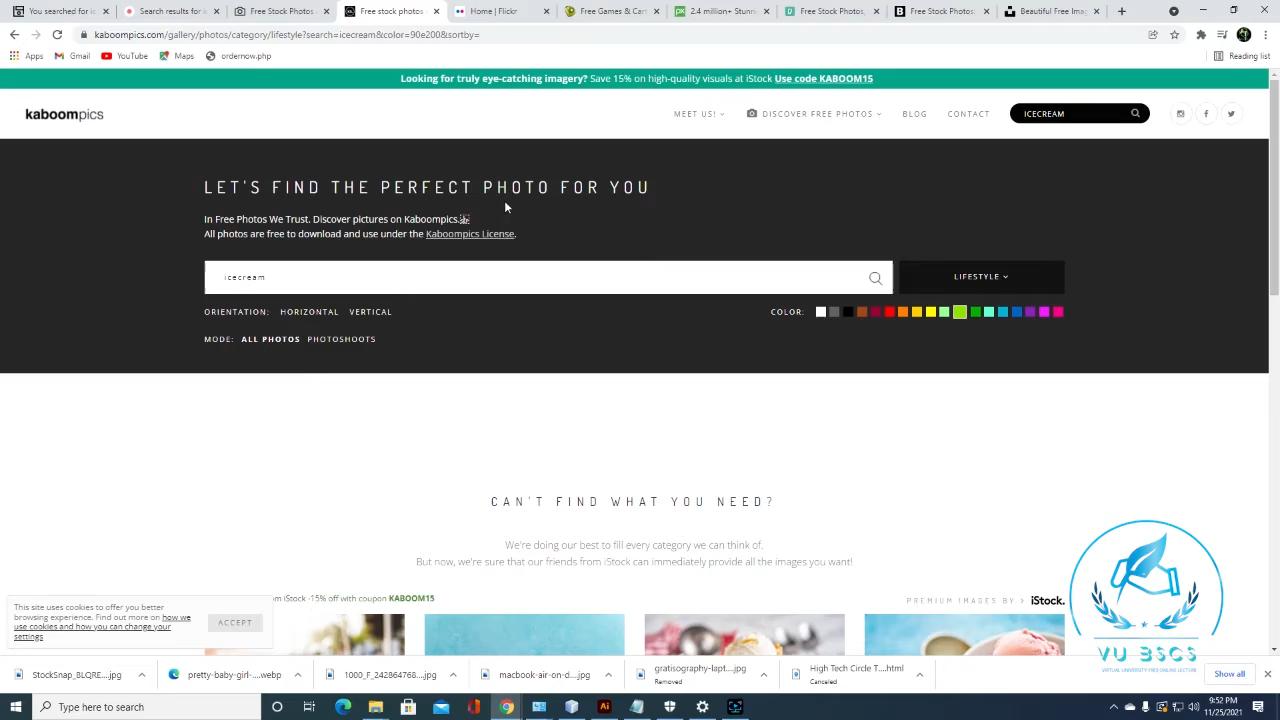 You searched for ic
Search results for ic
Free Stock Photos
Free stock photos
Home | Flickr
Free Games & Car
2.4 million+ Stunn
Free Stock Photos,
Free Stock Photos:
Beautiful Free Imag
kaboompics.com/gallery/photos/category/lifestyle?search=icecream&color=90e200&sortby=
Apps
Gmail
YouTube
Maps
ordernow.php
Reading list
Looking for truly eye-catching imagery? Save 15% on high-quality visuals at iStock Use code KABOOM15
kaboompics
MEET US!
DISCOVER FREE PHOTOS
BLOG
CONTACT
ICECREAM
LET'S FIND THE PERFECT PHOTO FOR YOU
In Free Photos We Trust. Discover pictures on Kaboompics.
All photos are free to download and use under the Kaboompics License.
icecream
LIFESTYLE
ORIENTATION: HORIZONTAL VERTICAL
COLOR:
MODE: ALL PHOTOS PHOTOSHOOTS
CAN'T FIND WHAT YOU NEED?
We're doing our best to fill every category we can think of.
But now, we're sure that our friends from iStock can immediately provide all the images you want!
om iStock -15% off with coupon KABOOM15
PREMIUM IMAGES BY > iStock.
This site uses cookies to offer you better
browsing experience. Find out more on how we
use cookies and how you can change your
settings
ACCEPT
VU BSCS
VIRTUAL UNIVERSITY FREE ONLINE LECTURE
StockSnap_BLQRE....jpg
pretty-baby-girl-....webp
macbook-air-on-d....jpg
gratisography-lapt....jpg
Removed
High Tech Circle T....html
Canceled
Show all
Type here to search
9:52 PM
11/25/2021